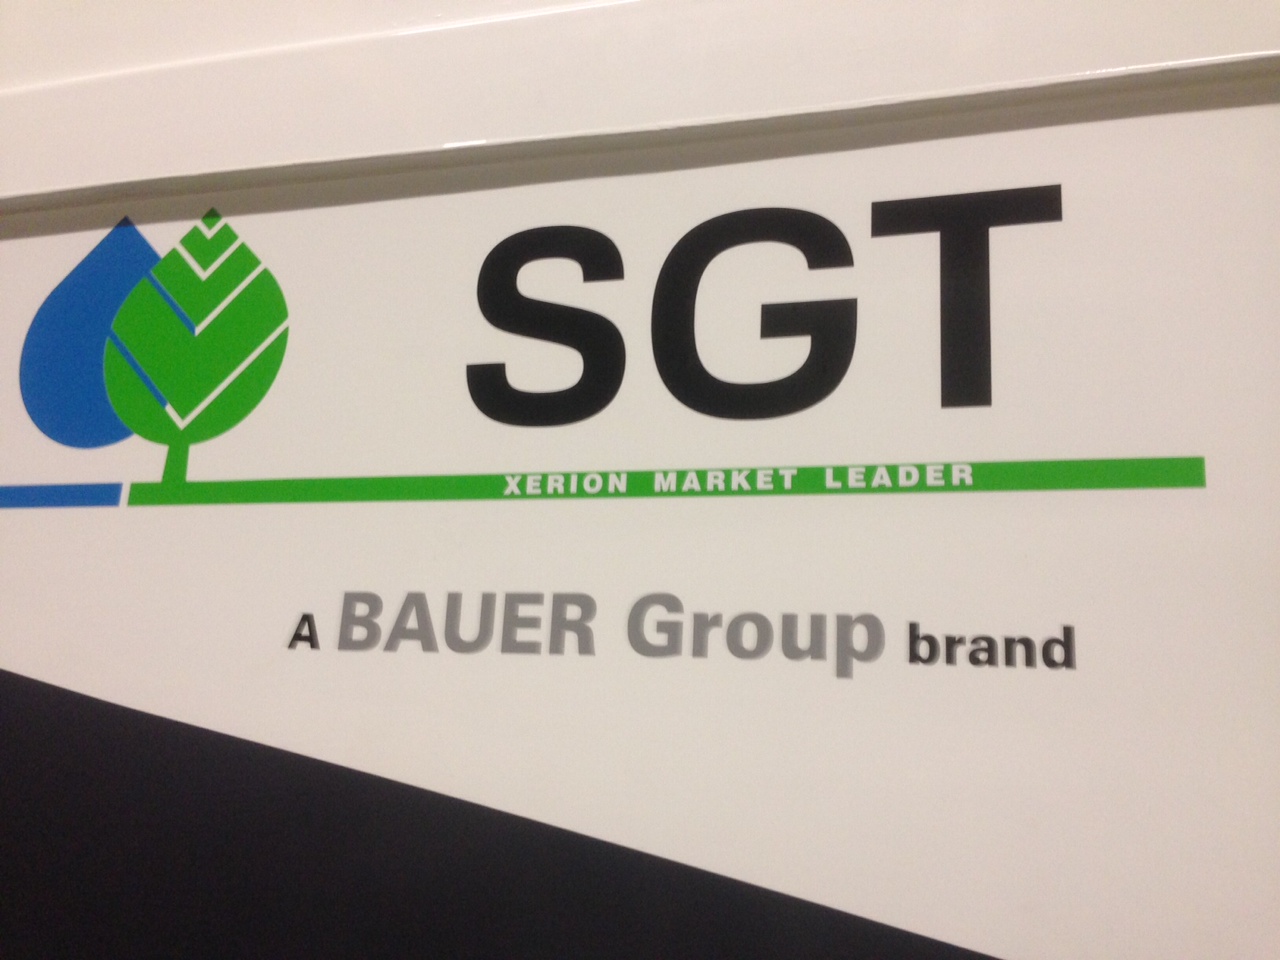 SGT
XERION MARKET LEADER
A BAUER Group brand